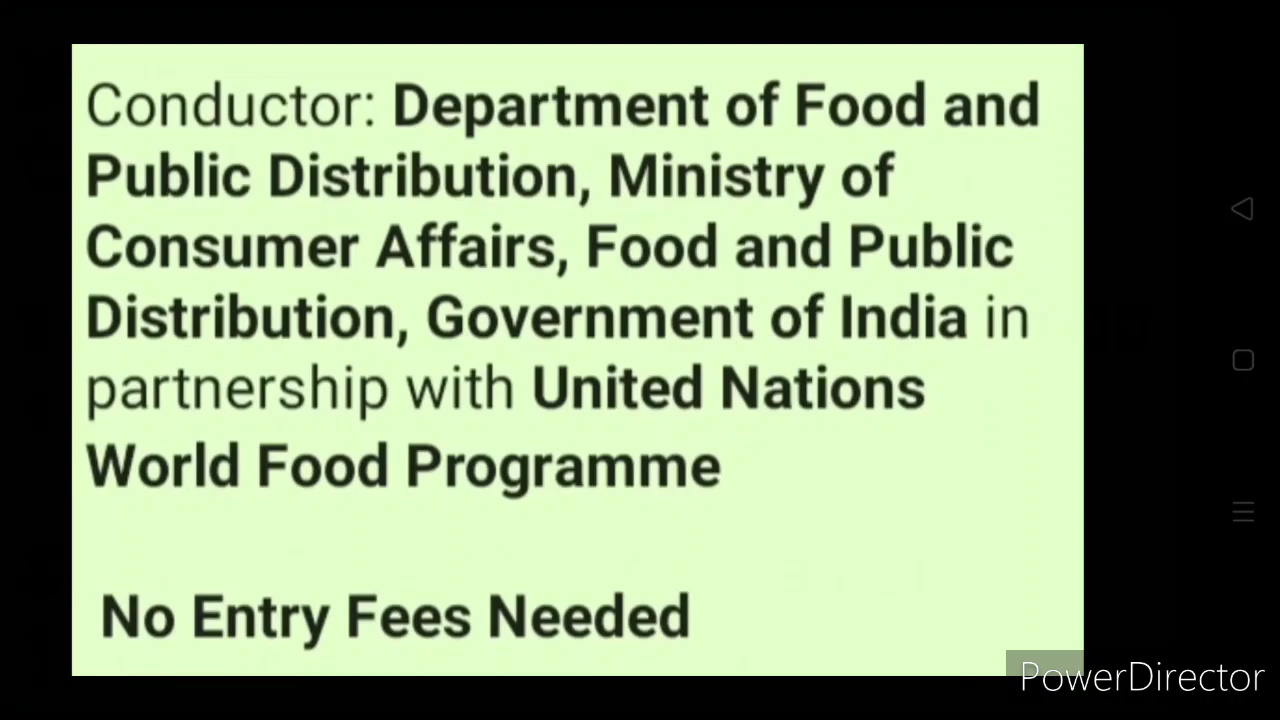 Conductor: Department of Food and
Public Distribution, Ministry of
Consumer Affairs, Food and Public
Distribution, Government of India in
partnership with United Nations
World Food Programme
No Entry Fees Needed
PowerDirector